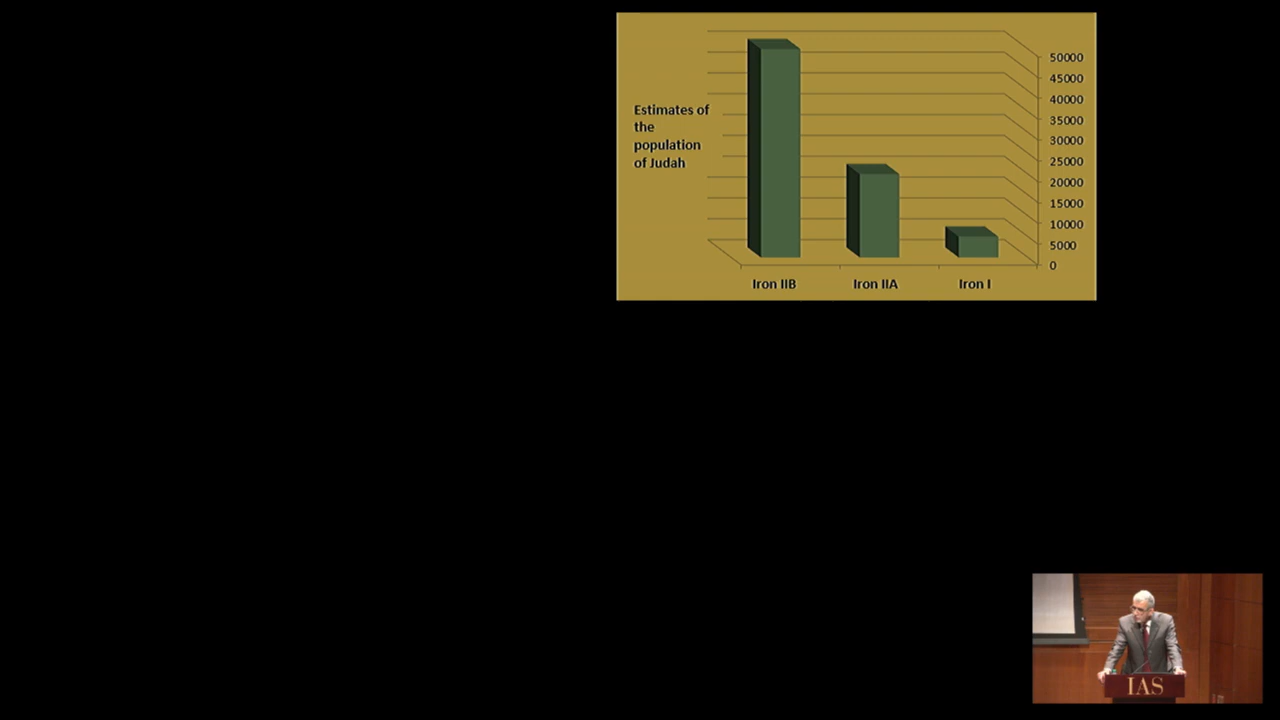 Estimates of
the
population
of Judah
50000
45000
40000
35000
30000
25000
20000
15000
10000
5000
0
Iron IIB
Iron IIA
Iron I
IAS